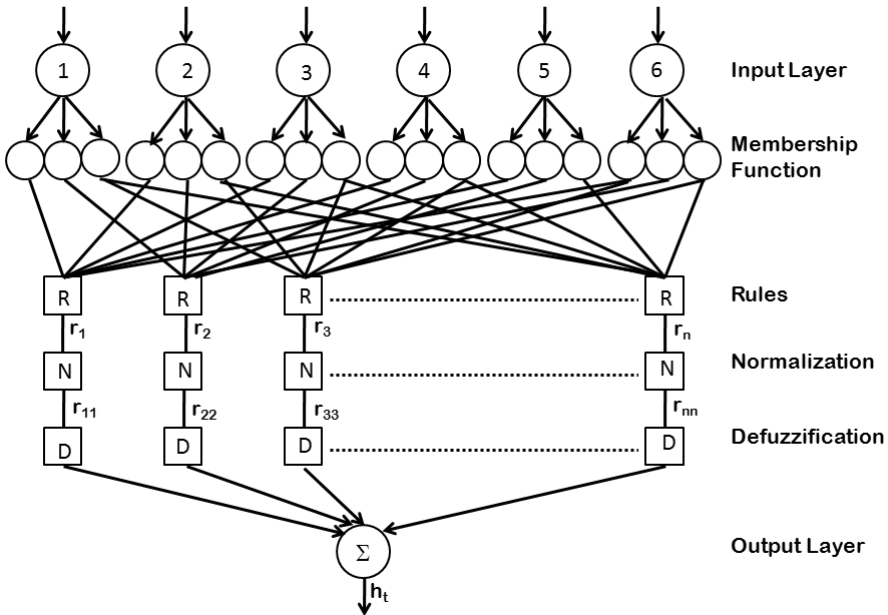 1 2 3 4 5 6 Input Layer
Membership
Function
R R R R Rules
r1 r2 r3 rn
N N N N Normalization
r11 r22 r33 rnn
D D D D Defuzzification
Σ Output Layer
ht